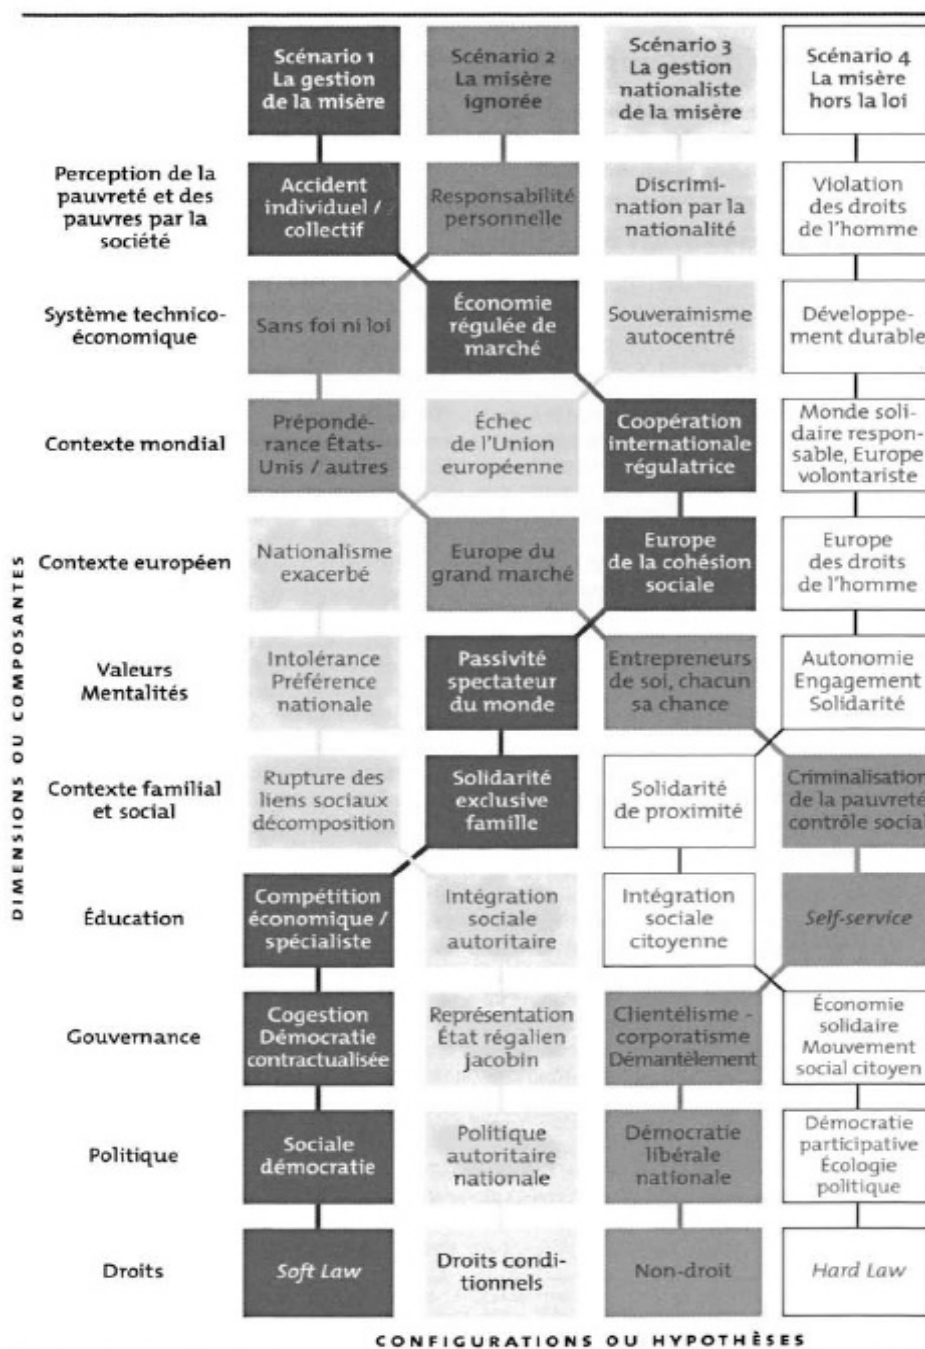 Scénario 1
La gestion
de la misère
Scénario 2
La misère
ignorée
Scénario 3
La gestion
nationaliste
de la misère
Scénario 4
La misère
hors la loi
Perception de la
pauvreté et des
pauvres par la
société
Accident
individuel /
collectif
Responsabilité
personnelle
Discrimi-
nation par la
nationalité
Violation
des droits
de l'homme
Système technico-
économique
Sans foi ni loi
Économie
régulée de
marché
Souverainisme
autocentré
Développe-
ment durable
Contexte mondial
Prépondé-
rance États-
Unis / autres
Échec
de l'Union
européenne
Coopération
internationale
régulatrice
Monde soli-
daire respon-
sable, Europe
volontariste
Contexte européen
Nationalisme
exacerbé
Europe du
grand marché
Europe
de la cohésion
sociale
Europe
des droits
de l'homme
Valeurs
Mentalités
Intolérance
Préférence
nationale
Passivité
spectateur
du monde
Entrepreneurs
de soi, chacun
sa chance
Autonomie
Engagement
Solidarité
Contexte familial
et social
Rupture des
liens sociaux
décomposition
Solidarité
exclusive
famille
Solidarité
de proximité
Criminalisation
de la pauvreté
contrôle social
Éducation
Compétition
économique /
spécialiste
Intégration
sociale
autoritaire
Intégration
sociale
citoyenne
Self-service
Gouvernance
Cogestion
Démocratie
contractualisée
Représentation
État régalien
jacobin
Clientélisme -
corporatisme
Démantèlement
Économie
solidaire
Mouvement
social citoyen
Politique
Sociale
démocratie
Politique
autoritaire
nationale
Démocratie
libérale
nationale
Démocratie
participative
Écologie
politique
Droits
Soft Law
Droits condi-
tionnels
Non-droit
Hard Law
DIMENSIONS OU COMPOSANTES
CONFIGURATIONS OU HYPOTHÈSES